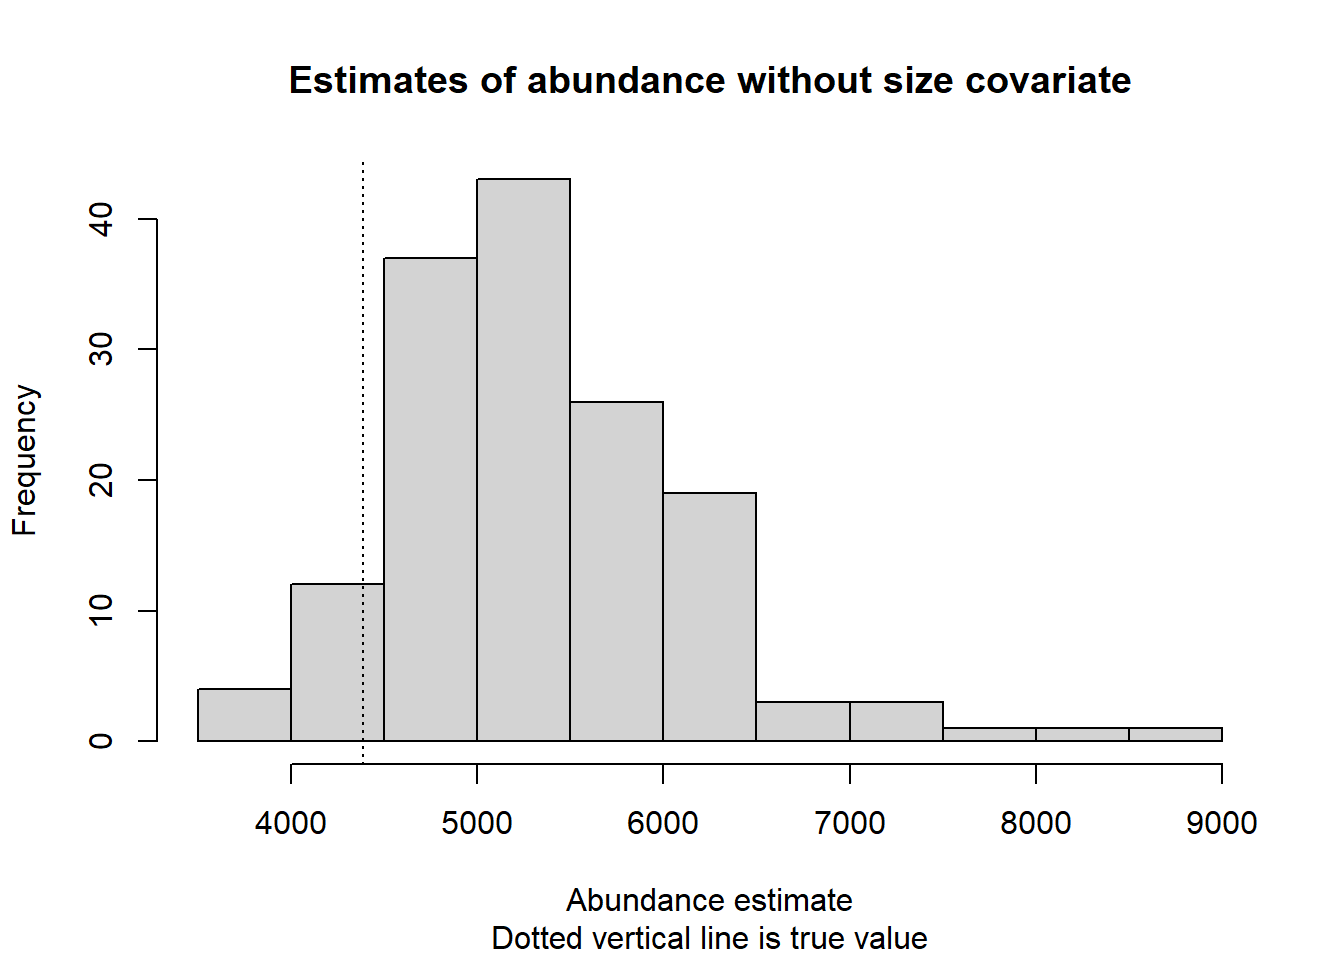 Estimates of abundance without size covariate
Frequency
40
30
20
10
0
4000 5000 6000 7000 8000 9000
Abundance estimate
Dotted vertical line is true value